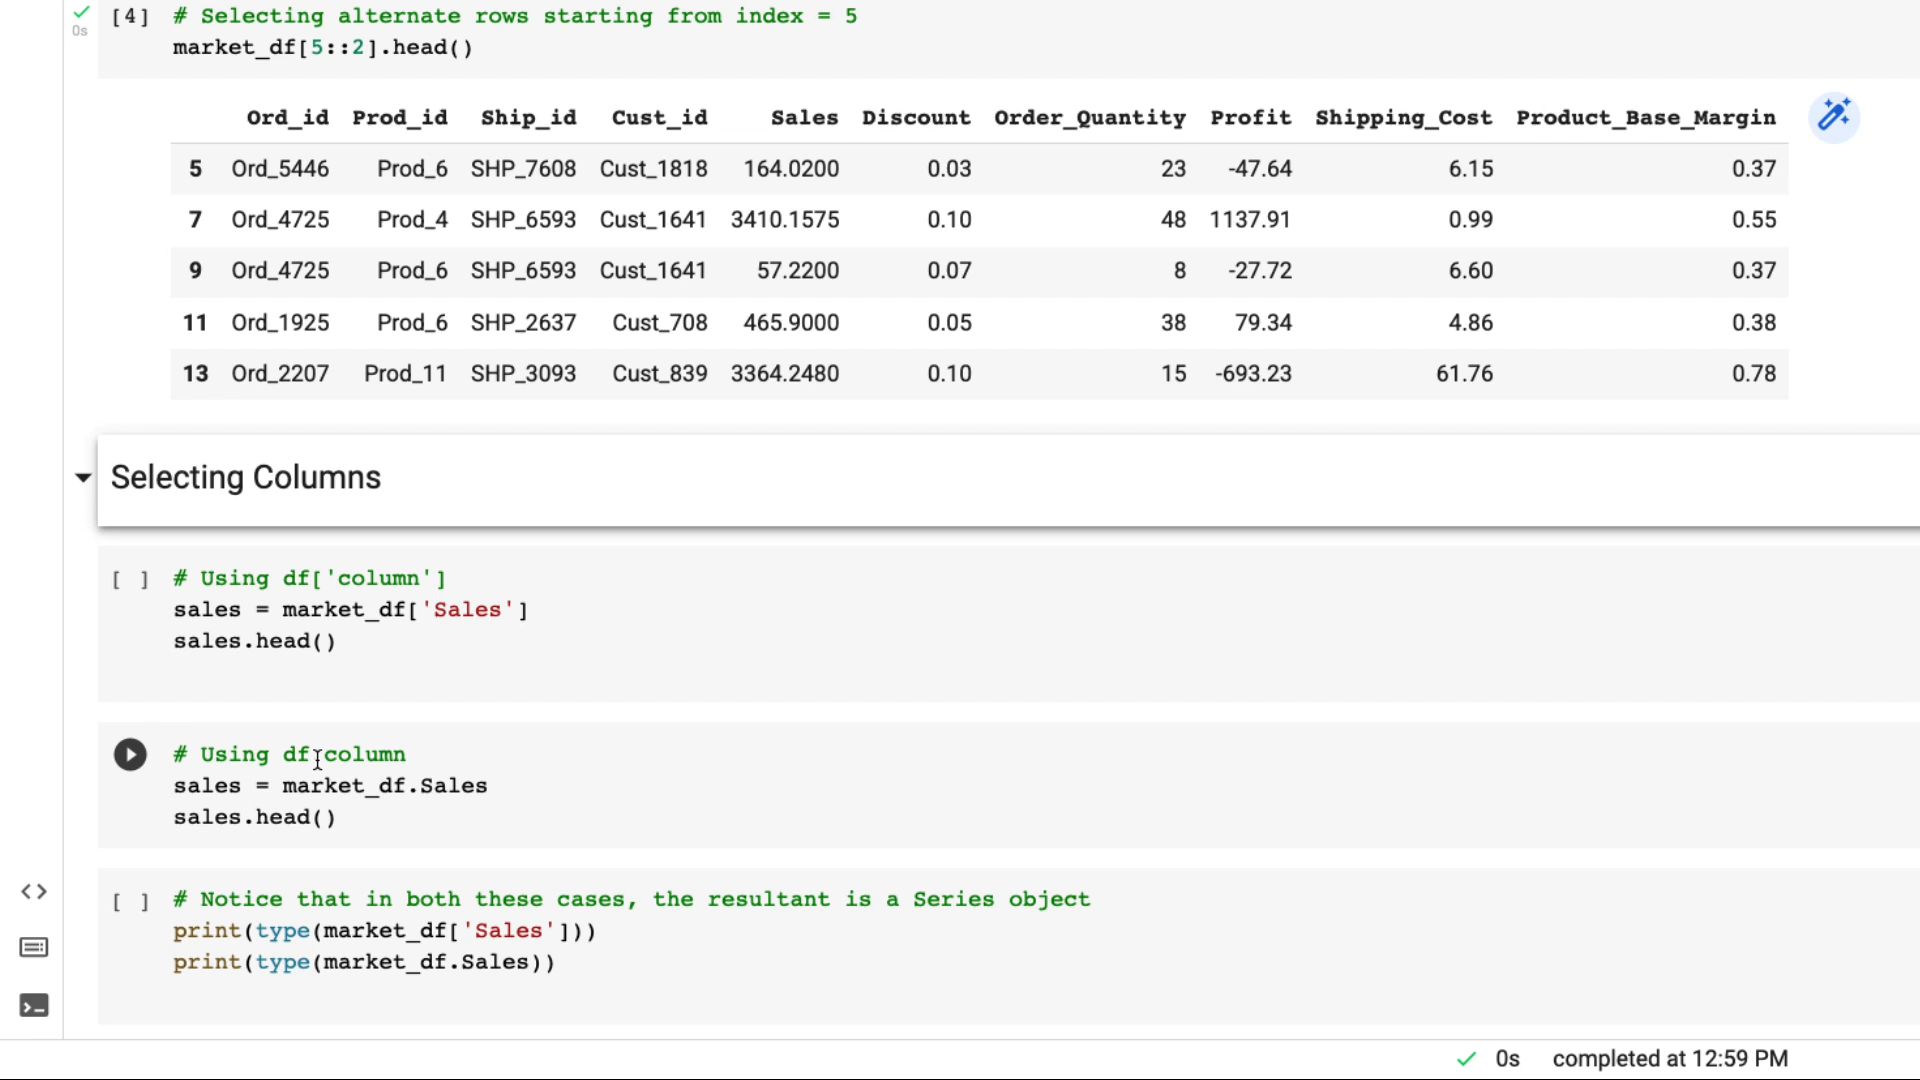 [4] # Selecting alternate rows starting from index = 5
0s
market_df[5::2].head()
Ord_id Prod_id Ship_id Cust_id Sales Discount Order_Quantity Profit Shipping_Cost Product_Base_Margin
5 Ord_5446 Prod_6 SHP_7608 Cust_1818 164.0200 0.03 23 -47.64 6.15 0.37
7 Ord_4725 Prod_4 SHP_6593 Cust_1641 3410.1575 0.10 48 1137.91 0.99 0.55
9 Ord_4725 Prod_6 SHP_6593 Cust_1641 57.2200 0.07 8 -27.72 6.60 0.37
11 Ord_1925 Prod_6 SHP_2637 Cust_708 465.9000 0.05 38 79.34 4.86 0.38
13 Ord_2207 Prod_11 SHP_3093 Cust_839 3364.2480 0.10 15 -693.23 61.76 0.78
Selecting Columns
[ ] # Using df['column']
sales = market_df['Sales']
sales.head()
# Using df.column
sales = market_df.Sales
sales.head()
[ ] # Notice that in both these cases, the resultant is a Series object
print(type(market_df['Sales']))
print(type(market_df.Sales))
0s completed at 12:59 PM